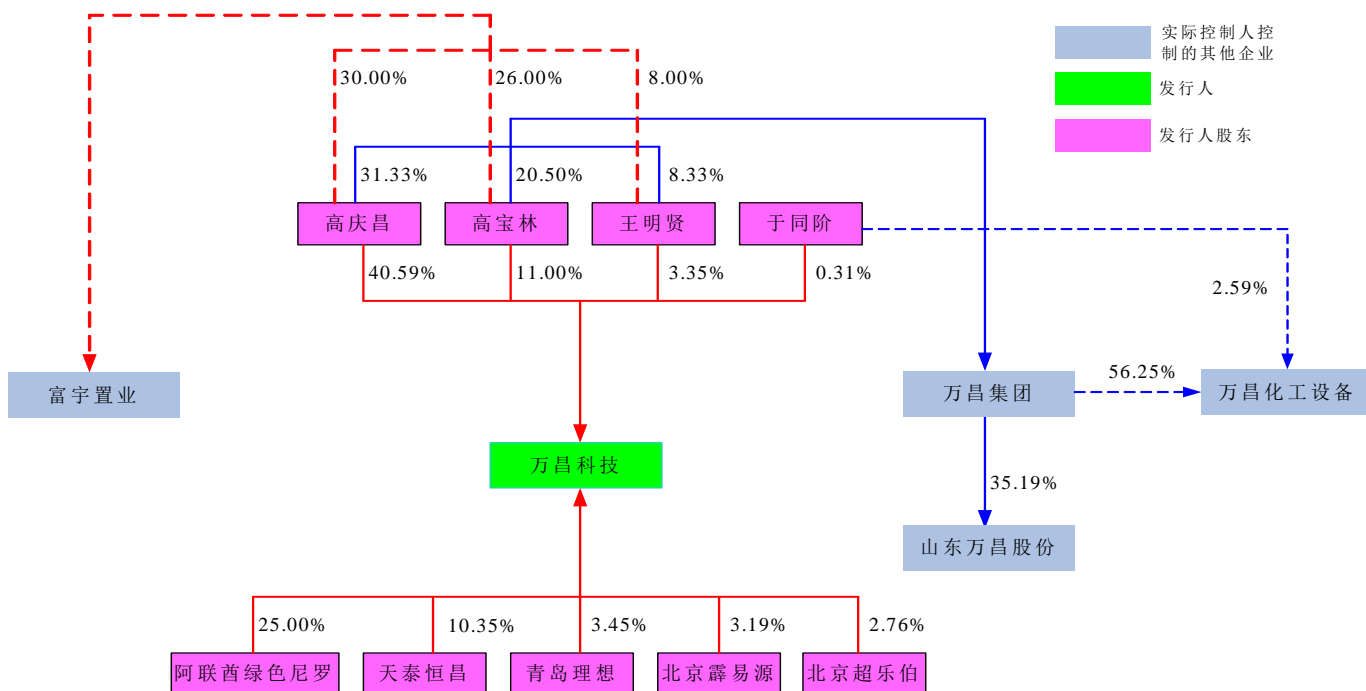 实际控制人控
制的其他企业
30.00%
26.00%
8.00%
发行人
发行人股东
31.33%
20.50%
8.33%
高庆昌
高宝林
王明贤
于同阶
40.59%
11.00%
3.35%
0.31%
2.59%
富宇置业
万昌集团
56.25%
万昌化工设备
万昌科技
35.19%
山东万昌股份
25.00%
10.35%
3.45%
3.19%
2.76%
阿联酋绿色尼罗
天泰恒昌
青岛理想
北京霹易源
北京超乐伯